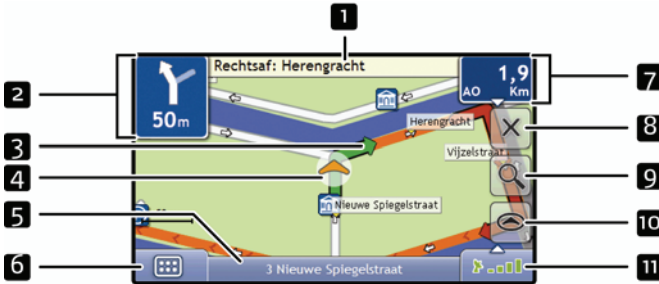 1
Rechtsaf: Herengracht
2
50m
1,9
AO Km
7
Herengracht
8
3
Vijzelstraat
4
9
Nieuwe Spiegelstraat
5
10
6
3 Nieuwe Spiegelstraat
11